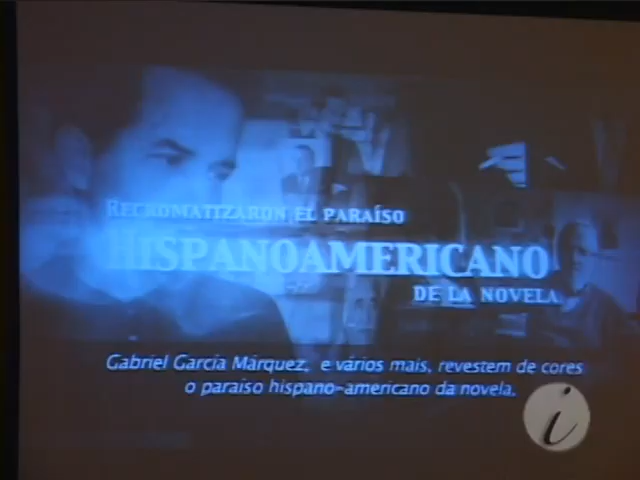 RECROMATIZARON EL PARAÍSO
HISPANOAMERICANO
DE LA NOVELA
Gabriel García Márquez, e vários mais, revestem de cores
o paraíso hispano-americano da novela.
i